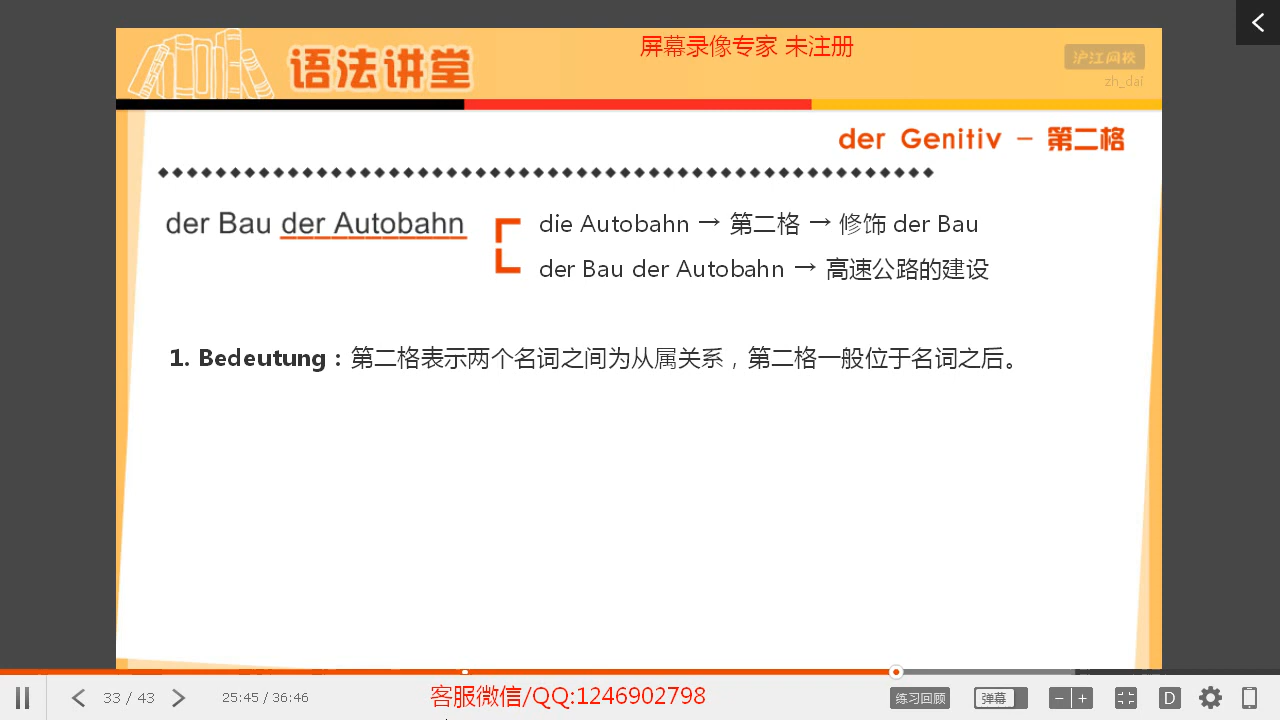 屏幕录像专家 未注册
语法讲堂
沪江网校
zh_dai
der Genitiv - 第二格
der Bau der Autobahn
die Autobahn → 第二格 → 修饰 der Bau
der Bau der Autobahn → 高速公路的建设
1. Bedeutung：第二格表示两个名词之间为从属关系，第二格一般位于名词之后。
33 / 43
25:45 / 36:46
客服微信/QQ:1246902798
练习回顾
弹幕
D